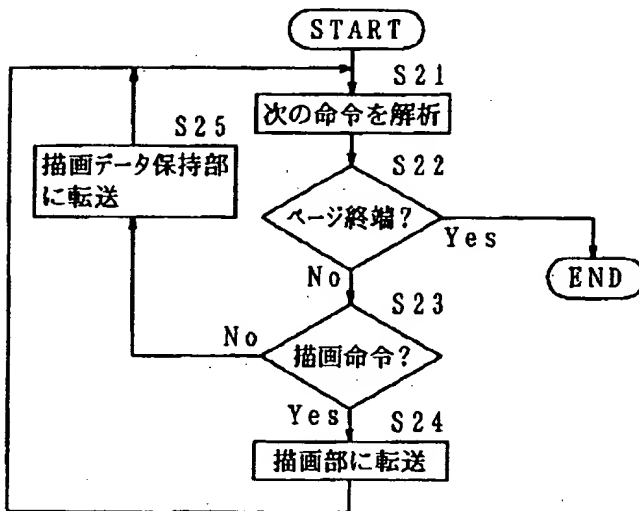 START
S21
次の命令を解析
S25
描画データ保持部
に転送
S22
ページ終端?
Yes
No
END
S23
No
描画命令?
Yes
S24
描画部に転送